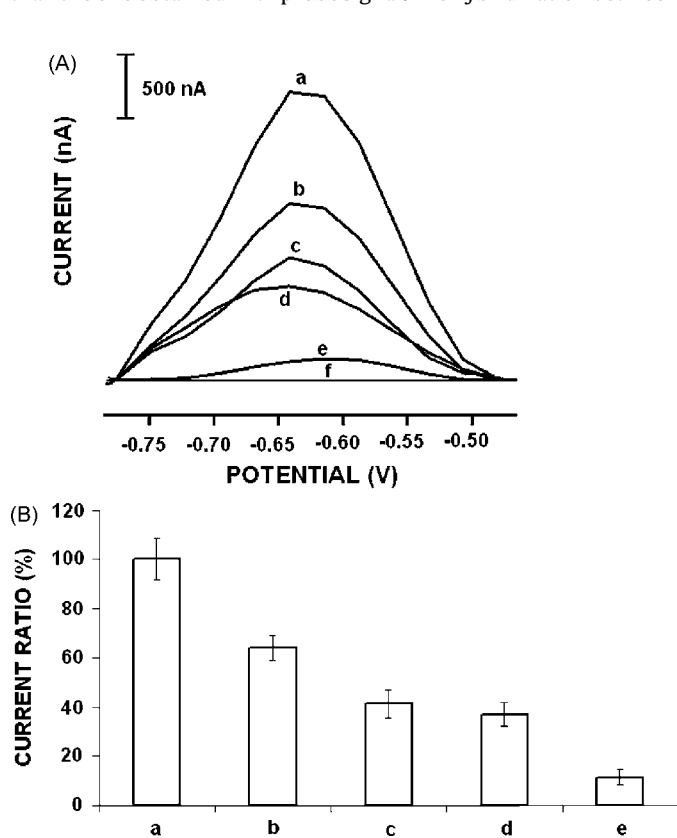 (A)
500 nA
CURRENT (nA)
a
b
c
d
e
f
-0.75 -0.70 -0.65 -0.60 -0.55 -0.50
POTENTIAL (V)
(B)
CURRENT RATIO (%)
120
100
80
60
40
20
0
a b c d e